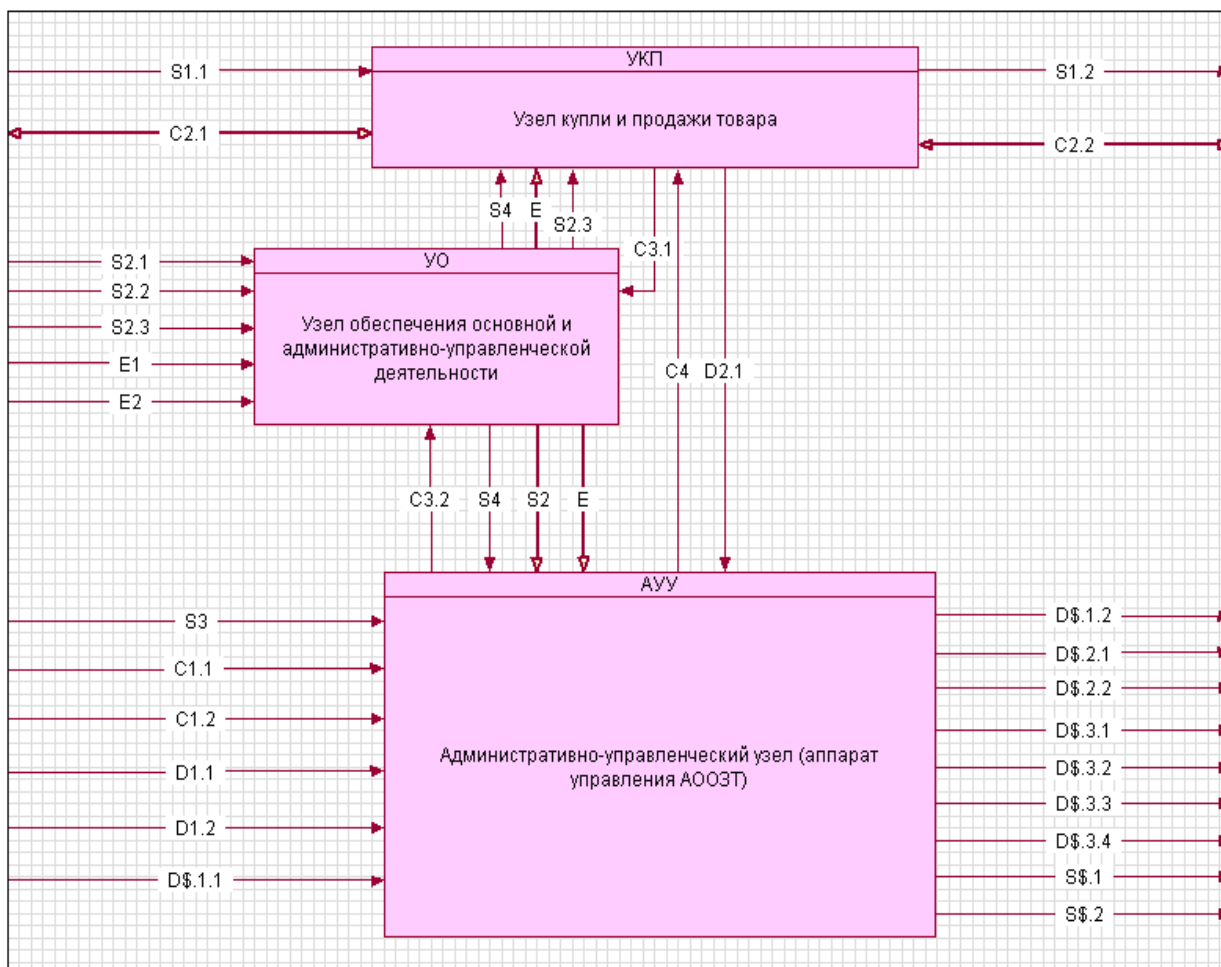 УКП
S1.1
S1.2
Узел купли и продажи товара
C2.1
C2.2
S4
E
S2.3
C3.1
УО
S2.1
S2.2
S2.3
E1
E2
Узел обеспечения основной и
административно-управленческой
деятельности
C4
D2.1
C3.2
S4
S2
E
АУУ
S3
C1.1
C1.2
D1.1
D1.2
D$.1.1
Административно-управленческий узел (аппарат
управления АООЗТ)
D$.1.2
D$.2.1
D$.2.2
D$.3.1
D$.3.2
D$.3.3
D$.3.4
S$.1
S$.2